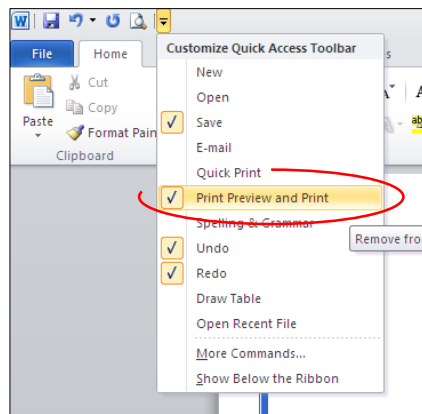 W
Customize Quick Access Toolbar
File
Home
s
New
Open
Save
E-mail
Quick Print
Print Preview and Print
Spelling & Grammar
Undo
Redo
Draw Table
Open Recent File
More Commands...
Show Below the Ribbon
Cut
Copy
Paste
Format Pain
Clipboard
A
A
ab
Remove fro